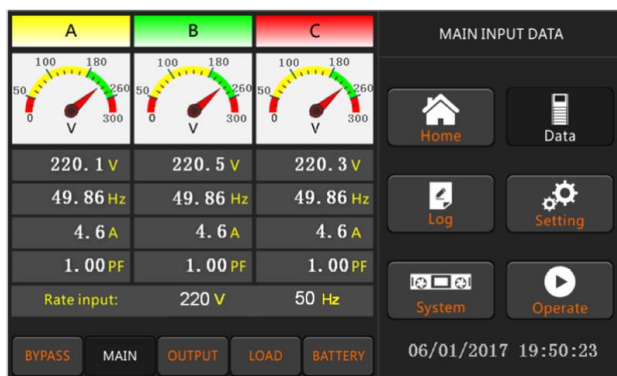 A B C
MAIN INPUT DATA
100 180 100 180 100 180
50 260 50 260 50 260
0 300 0 300 0 300
V V V
220.1 V 220.5 V 220.3 V
49.86 Hz 49.86 Hz 49.86 Hz
4.6 A 4.6 A 4.6 A
1.00 PF 1.00 PF 1.00 PF
Rate input: 220 V 50 Hz
BYPASS MAIN OUTPUT LOAD BATTERY
Home Data
Log Setting
System Operate
06/01/2017 19:50:23